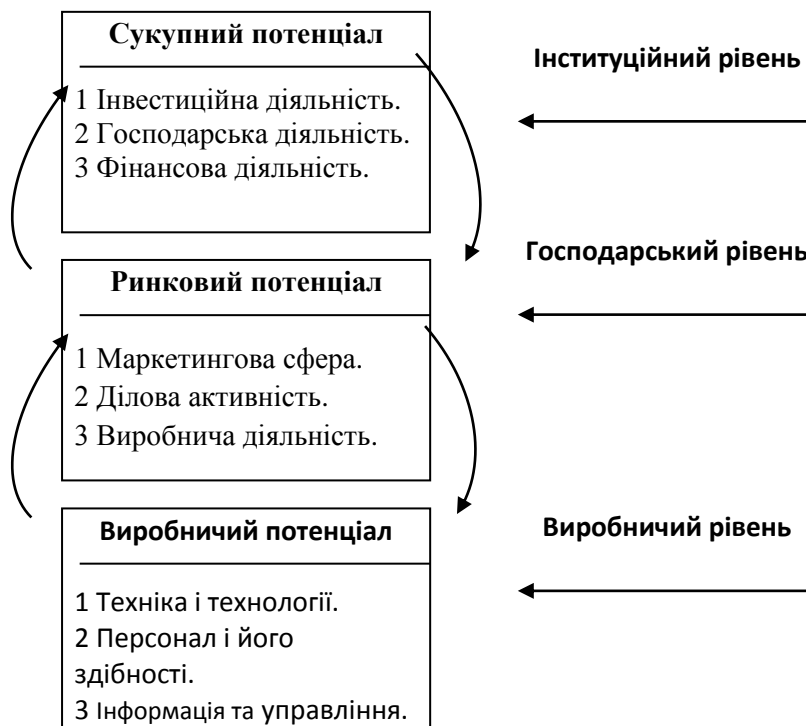 Сукупний потенціал
1 Інвестиційна діяльність.
2 Господарська діяльність.
3 Фінансова діяльність.
Інституційний рівень
Ринковий потенціал
1 Маркетингова сфера.
2 Ділова активність.
3 Виробнича діяльність.
Господарський рівень
Виробничий потенціал
1 Техніка і технології.
2 Персонал і його
здібності.
3 Інформація та управління.
Виробничий рівень